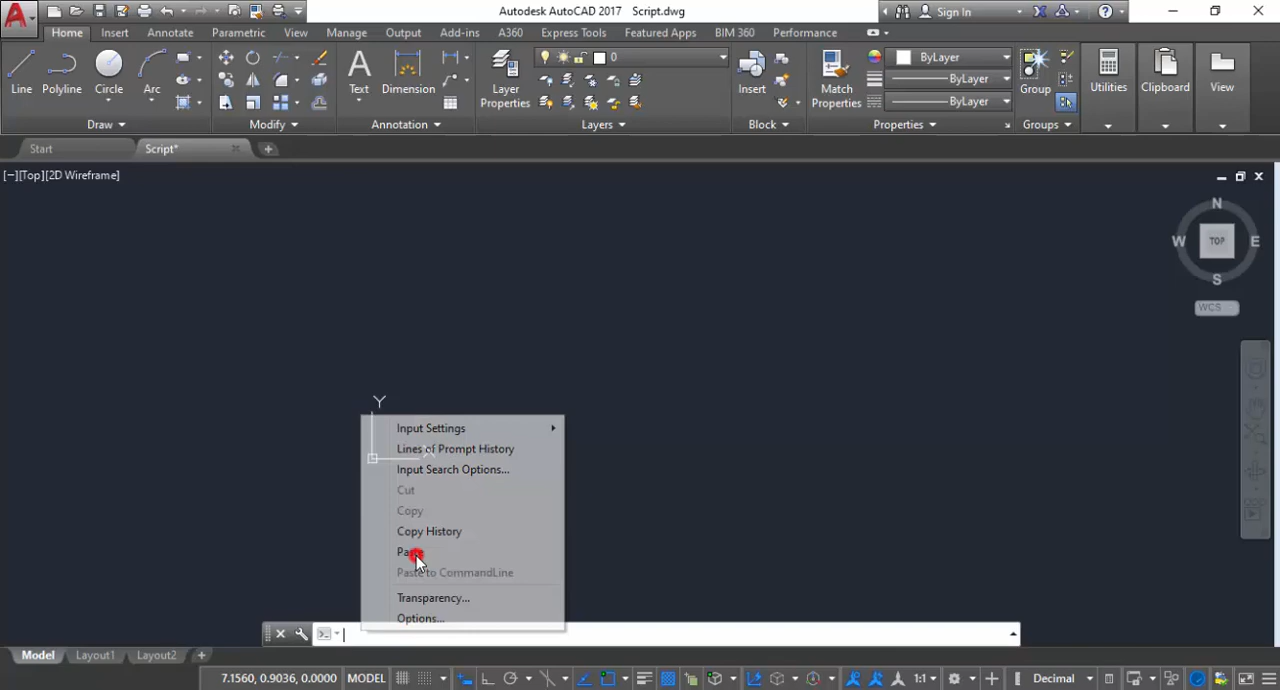 Autodesk AutoCAD 2017 Script.dwg
Sign In
Home Insert Annotate Parametric View Manage Output Add-ins A360 Express Tools Featured Apps BIM 360 Performance
0
ByLayer
ByLayer
ByLayer
Line Polyline Circle Arc Text Dimension Layer Properties Insert Match Properties Group Utilities Clipboard View
Draw Modify Annotation Layers Block Properties Groups
Start Script*
[−][Top][2D Wireframe]
N
W TOP E
S
WCS
Y
X
Input Settings
Lines of Prompt History
Input Search Options...
Cut
Copy
Copy History
Paste
Paste to CommandLine
Transparency...
Options...
Model Layout1 Layout2
7.1560, 0.9036, 0.0000 MODEL 1:1 Decimal